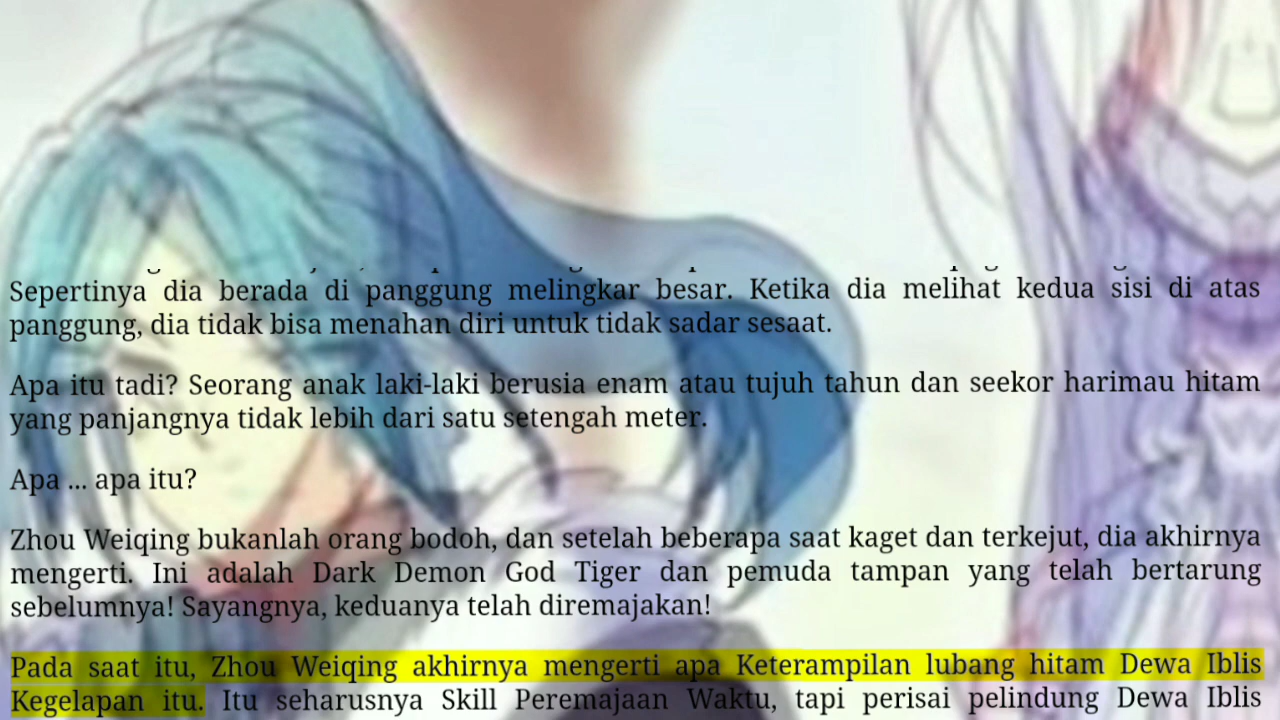 Sepertinya dia berada di panggung melingkar besar. Ketika dia melihat kedua sisi di atas
panggung, dia tidak bisa menahan diri untuk tidak sadar sesaat.
Apa itu tadi? Seorang anak laki-laki berusia enam atau tujuh tahun dan seekor harimau hitam
yang panjangnya tidak lebih dari satu setengah meter.
Apa ... apa itu?
Zhou Weiqing bukanlah orang bodoh, dan setelah beberapa saat kaget dan terkejut, dia akhirnya
mengerti. Ini adalah Dark Demon God Tiger dan pemuda tampan yang telah bertarung
sebelumnya! Sayangnya, keduanya telah diremajakan!
Pada saat itu, Zhou Weiqing akhirnya mengerti apa Keterampilan lubang hitam Dewa Iblis
Kegelapan itu. Itu seharusnya Skill Peremajaan Waktu, tapi perisai pelindung Dewa Iblis